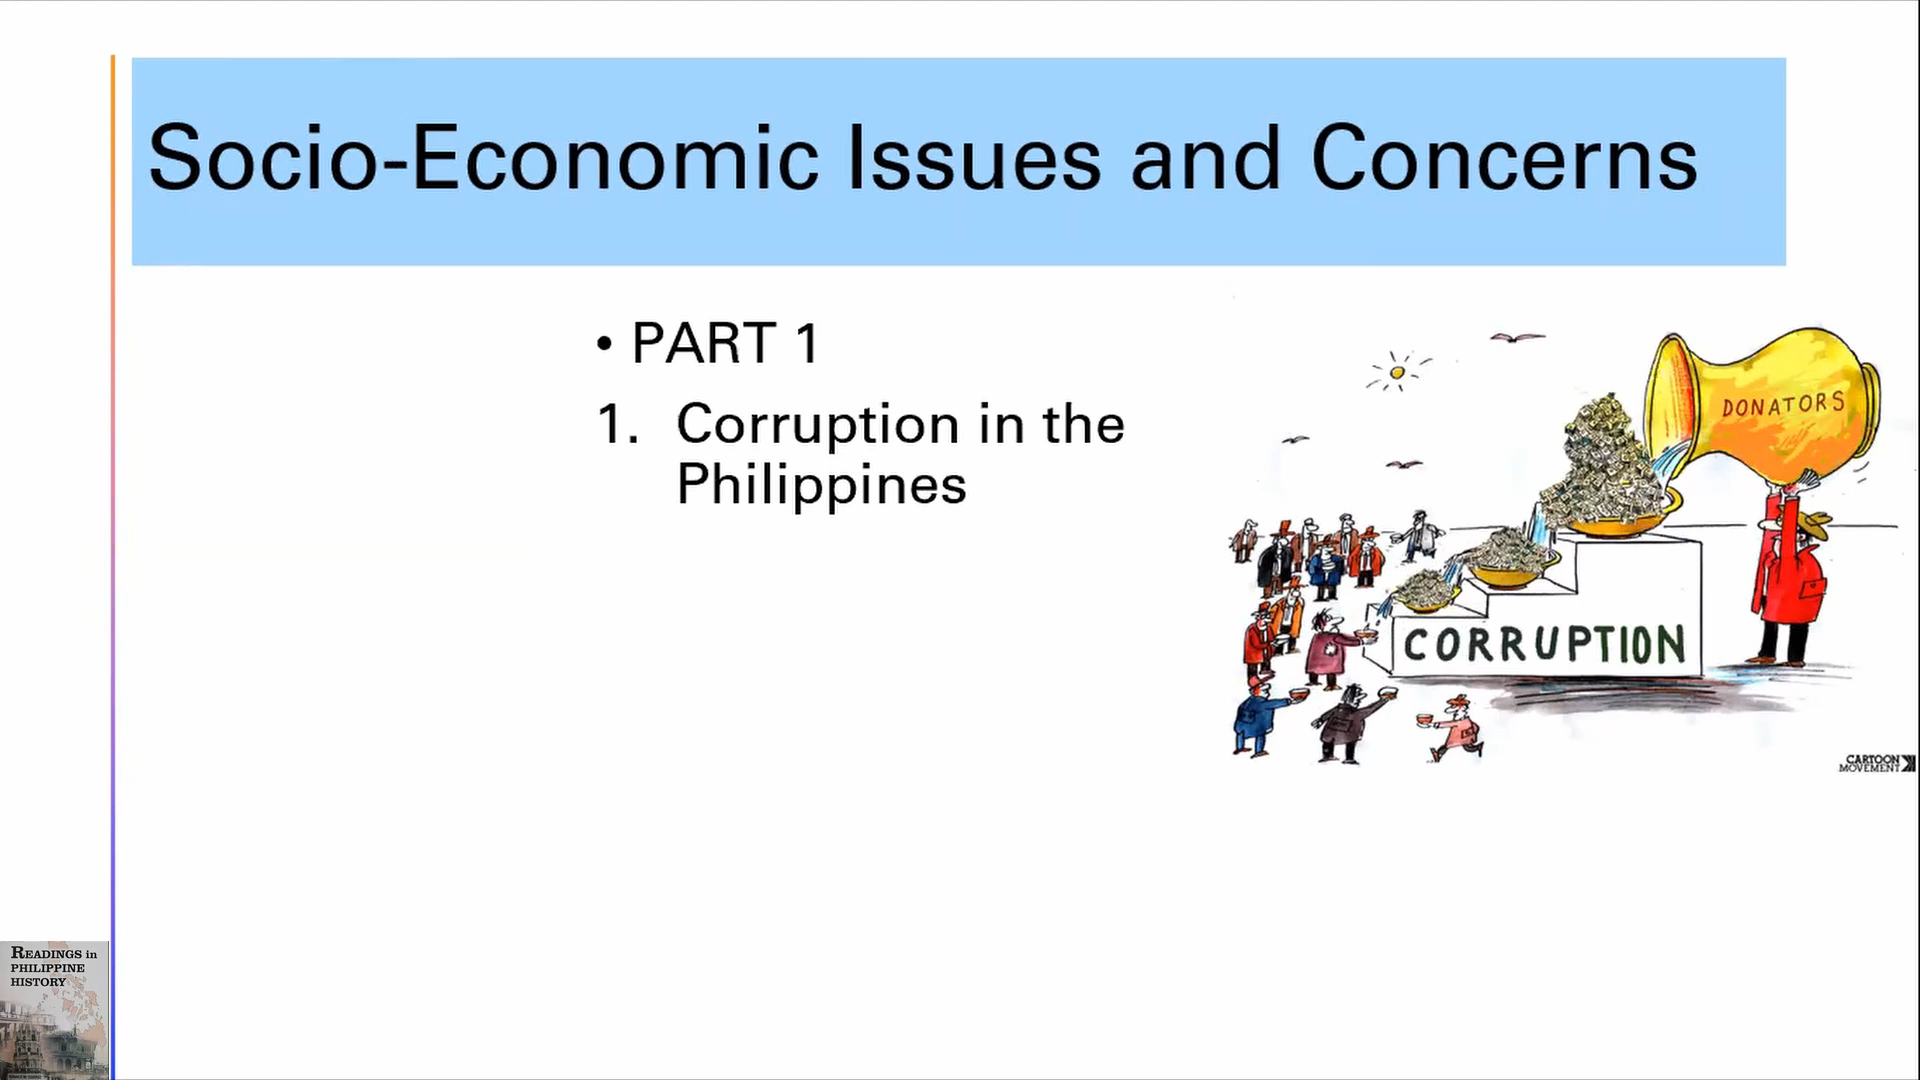 Socio-Economic Issues and Concerns
• PART 1
1. Corruption in the
Philippines
DONATORS
CORRUPTION
CARTOON
MOVEMENT
READINGS in
PHILIPPINE
HISTORY